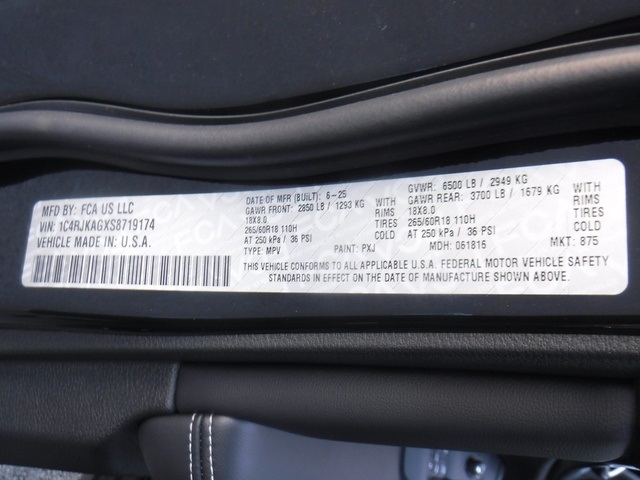 MFD BY: FCA US LLC
VIN: 1C4RJKAGXS8719174
VEHICLE MADE IN: U.S.A.
DATE OF MFR (BUILT): 6-25
GAWR FRONT: 2850 LB / 1293 KG WITH
18X8.0 TIRES
265/60R18 110H RIMS
AT 250 kPa / 36 PSI COLD
TYPE: MPV PAINT: PXJ
GVWR: 6500 LB / 2949 KG
GAWR REAR: 3700 LB / 1679 KG WITH
18X8.0 TIRES
265/60R18 110H RIMS
AT 250 kPa / 36 PSI COLD
MDH: 061816 MKT: 875
THIS VEHICLE CONFORMS TO ALL APPLICABLE U.S.A. FEDERAL MOTOR VEHICLE SAFETY
STANDARDS IN EFFECT ON THE DATE OF MANUFACTURE SHOWN ABOVE.